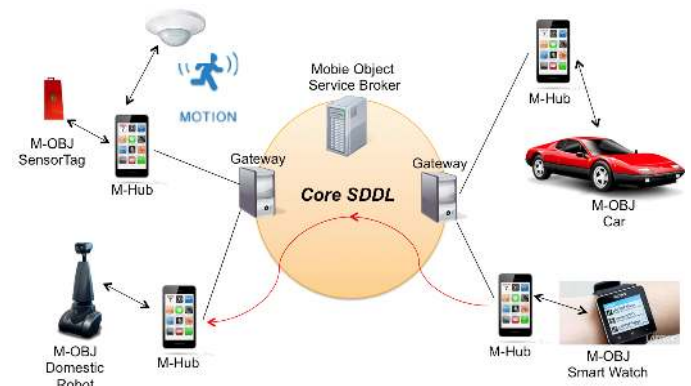 MOTION
Mobie Object
Service Broker
M-Hub
M-OBJ
SensorTag
M-Hub
Gateway
Gateway
Core SDDL
M-OBJ
Car
M-Hub
M-Hub
M-OBJ
Domestic
Robot
M-OBJ
Smart Watch